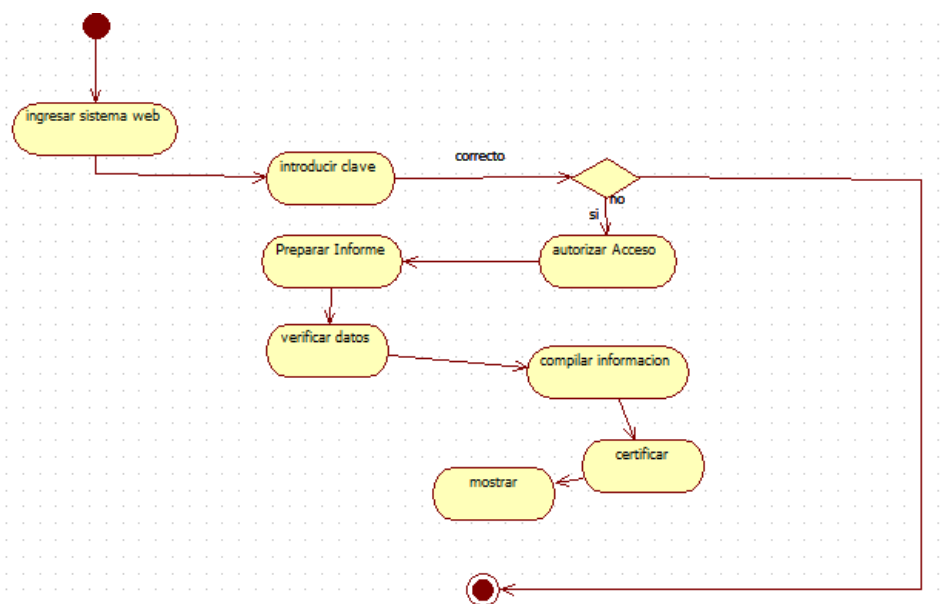 ingresar sistema web
introducir clave
correcto
no
si
autorizar Acceso
Preparar Informe
verificar datos
compilar informacion
certificar
mostrar